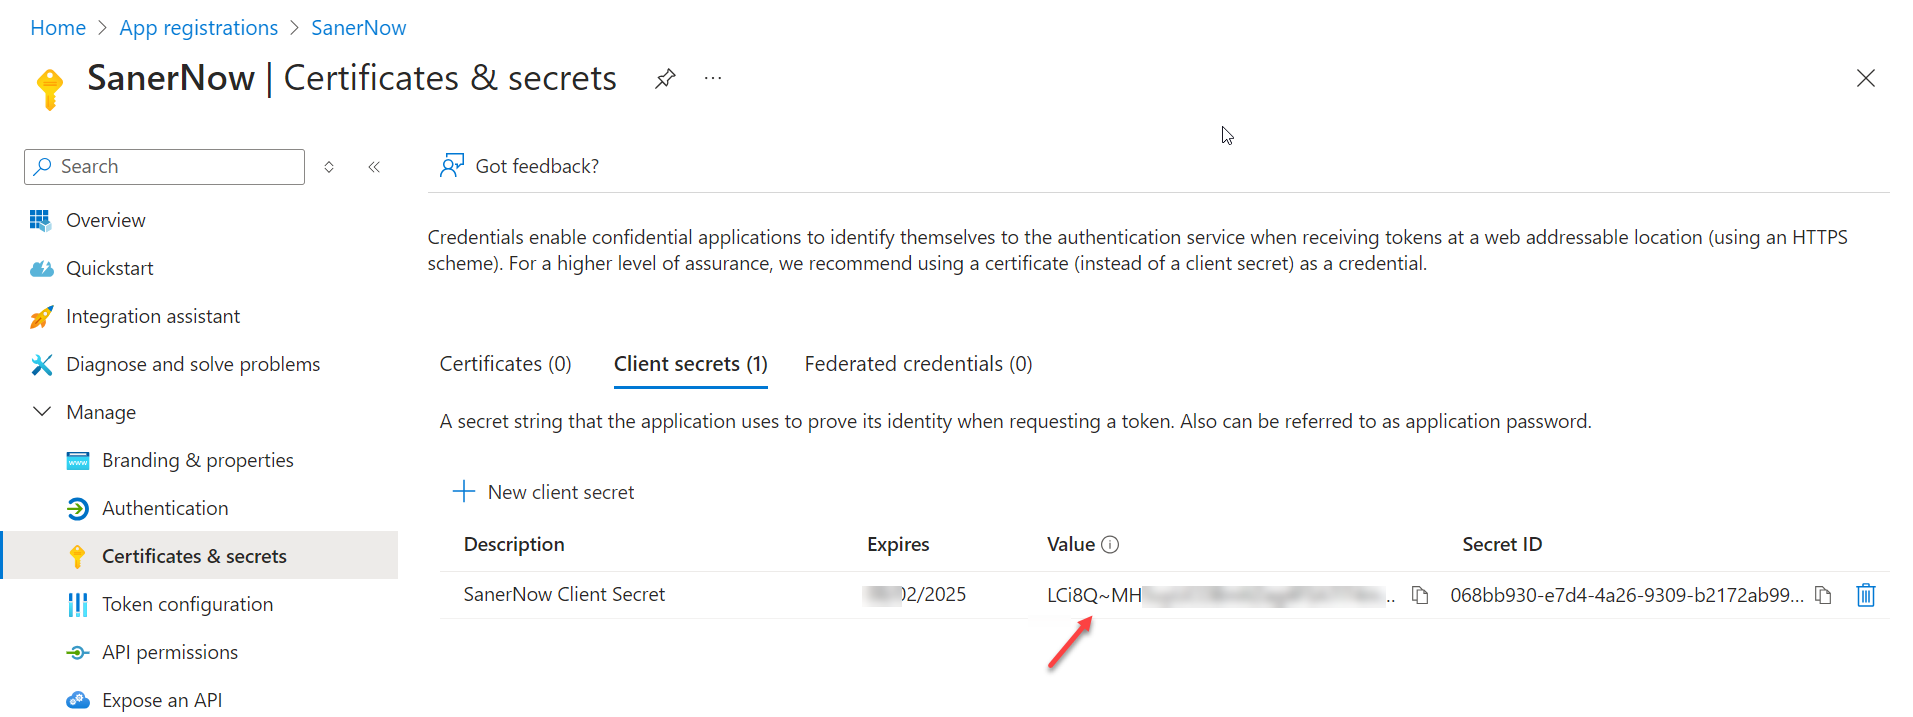 Home > App registrations > SanerNow
SanerNow | Certificates & secrets
Search
Got feedback?
Overview
Quickstart
Integration assistant
Diagnose and solve problems
Manage
Branding & properties
Authentication
Certificates & secrets
Token configuration
API permissions
Expose an API
Credentials enable confidential applications to identify themselves to the authentication service when receiving tokens at a web addressable location (using an HTTPS
scheme). For a higher level of assurance, we recommend using a certificate (instead of a client secret) as a credential.
Certificates (0) Client secrets (1) Federated credentials (0)
A secret string that the application uses to prove its identity when requesting a token. Also can be referred to as application password.
New client secret
Description Expires Value Secret ID
SanerNow Client Secret 02/2025 LCi8Q~MH .. 068bb930-e7d4-4a26-9309-b2172ab99...